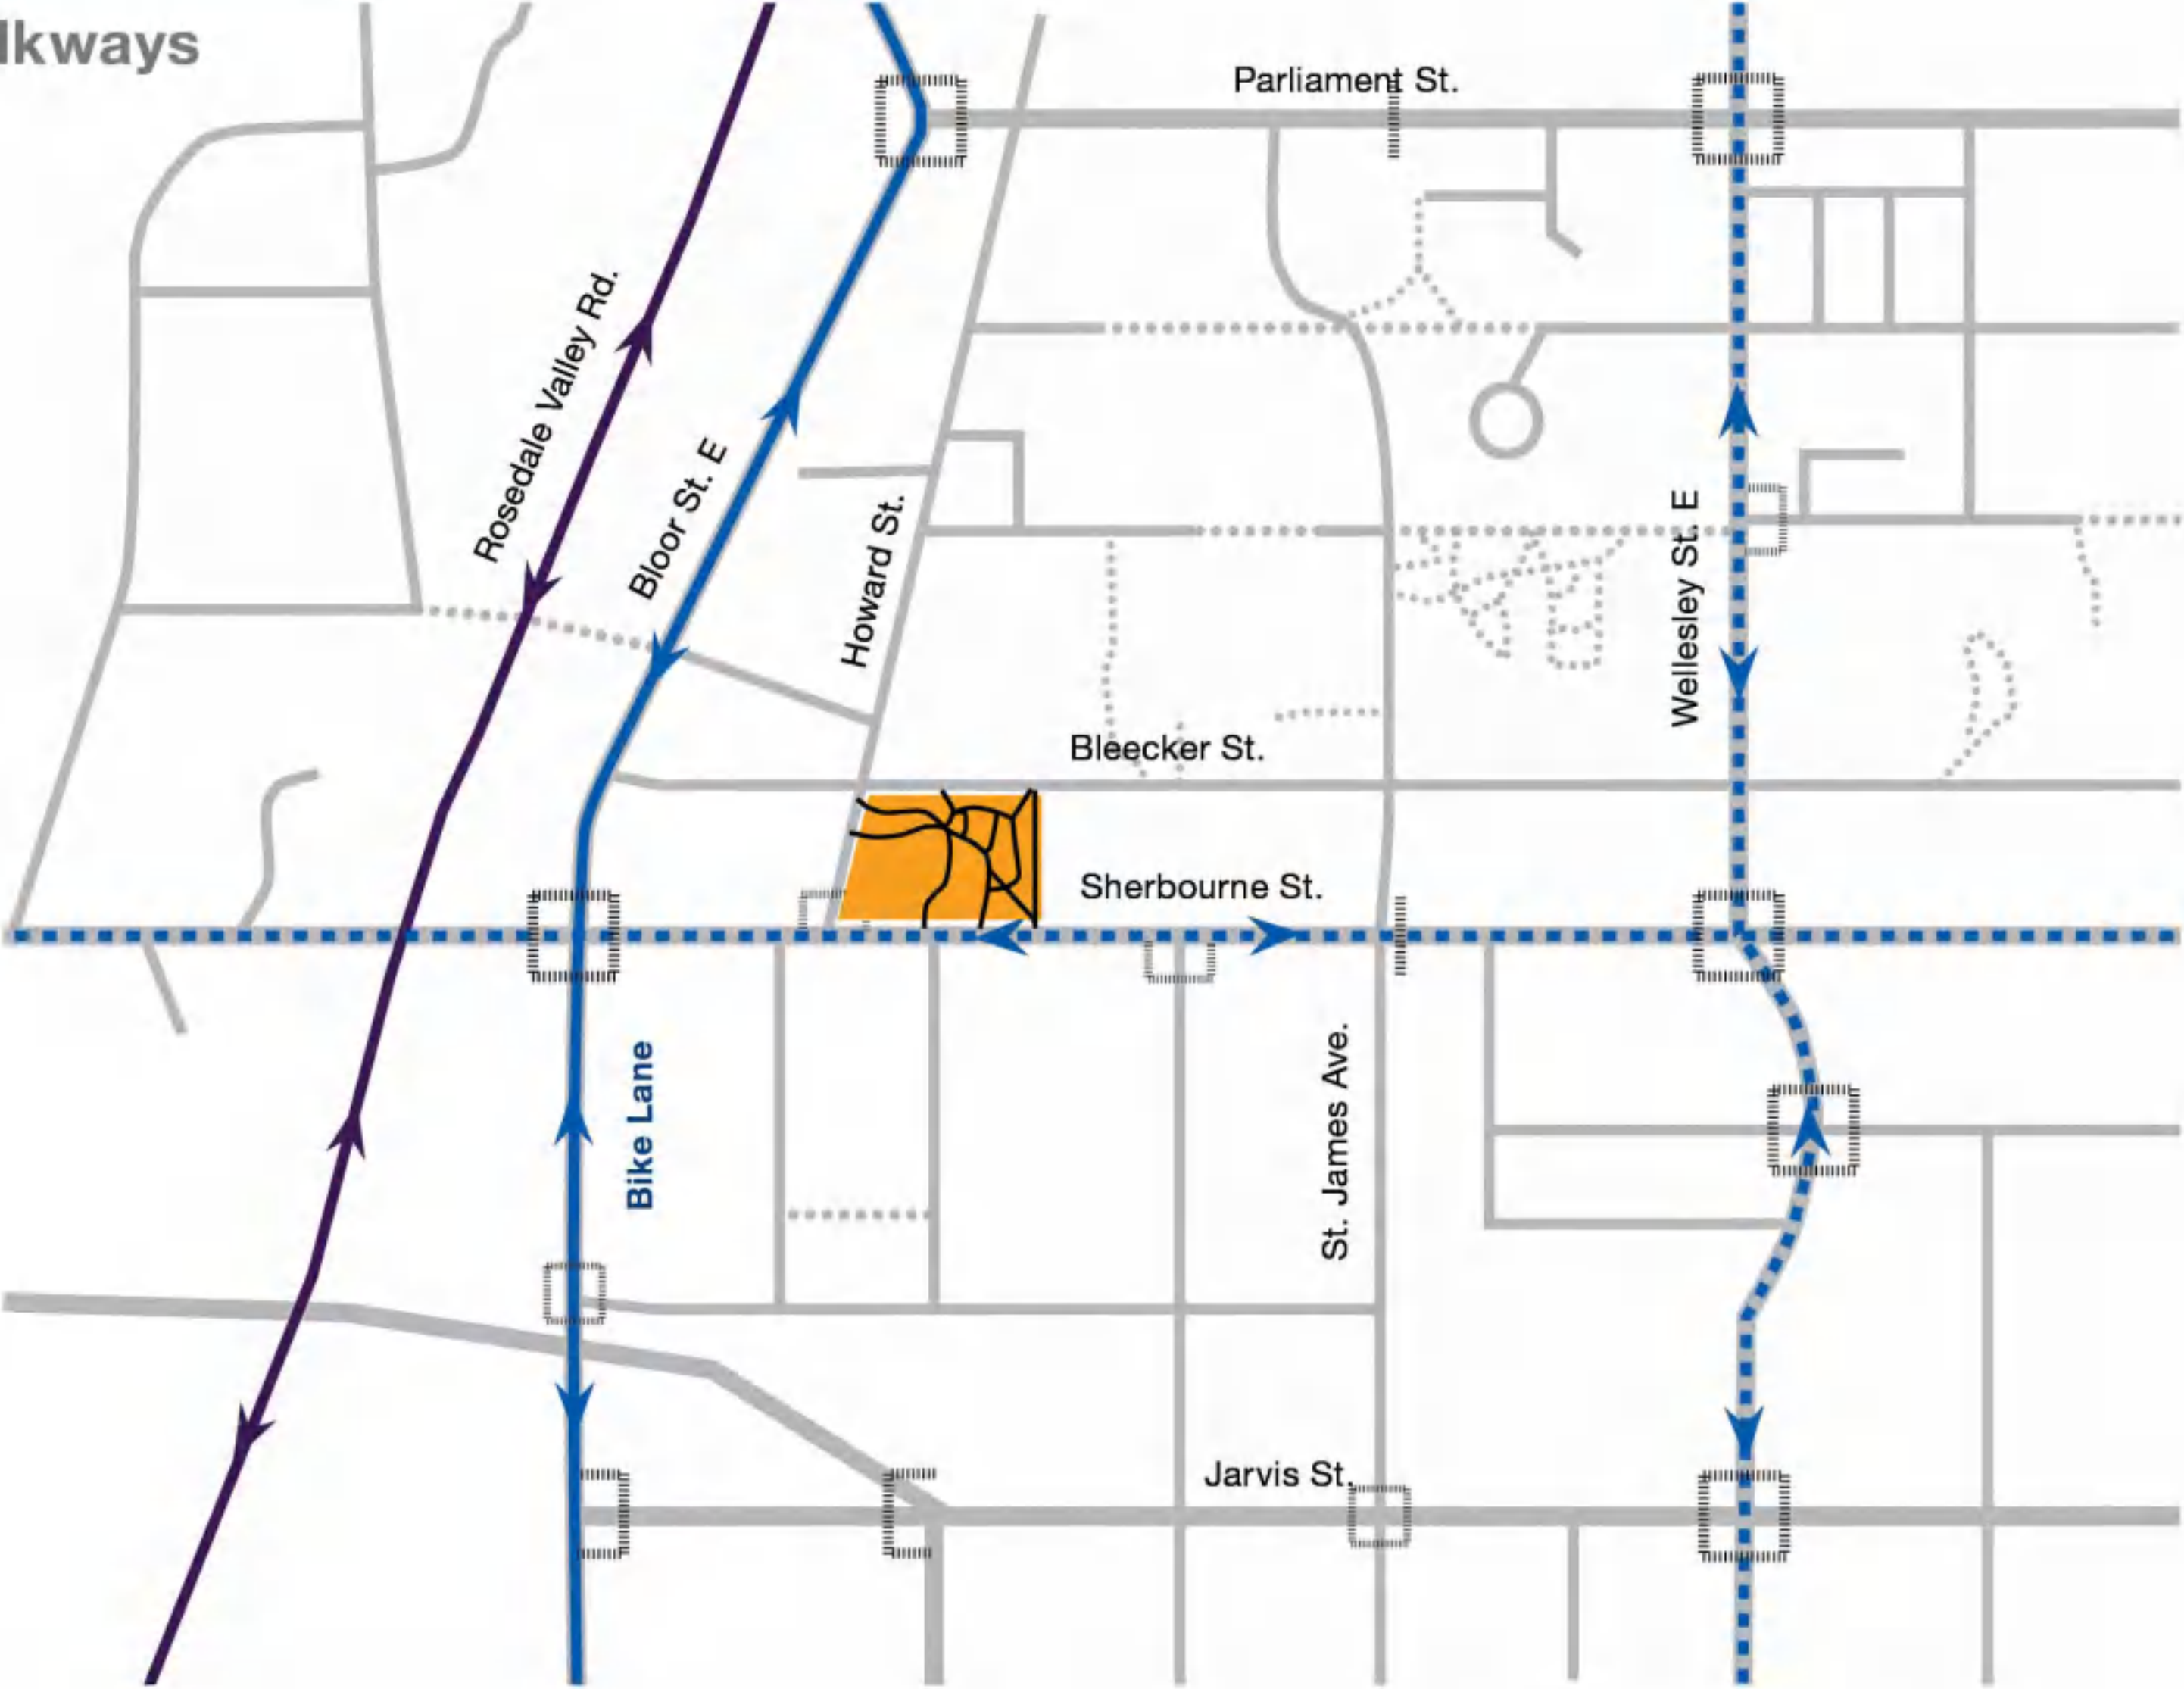 lkways
Parliament St.
Rosedale Valley Rd.
Bloor St. E
Howard St.
Wellesley St. E
Bleecker St.
Sherbourne St.
Bike Lane
St. James Ave.
Jarvis St.